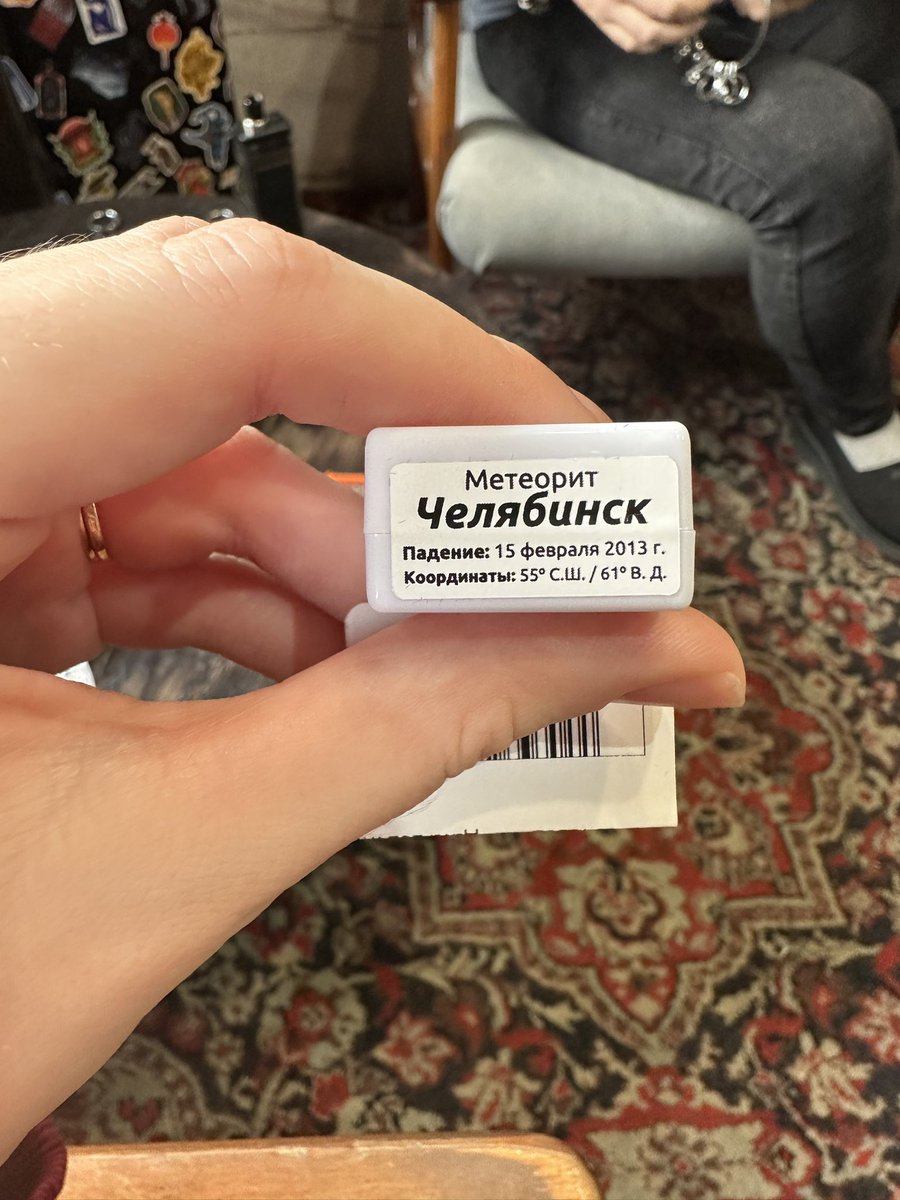 Метеорит
Челябинск
Падение: 15 февраля 2013 г.
Координаты: 55° С.Ш. / 61° В. Д.